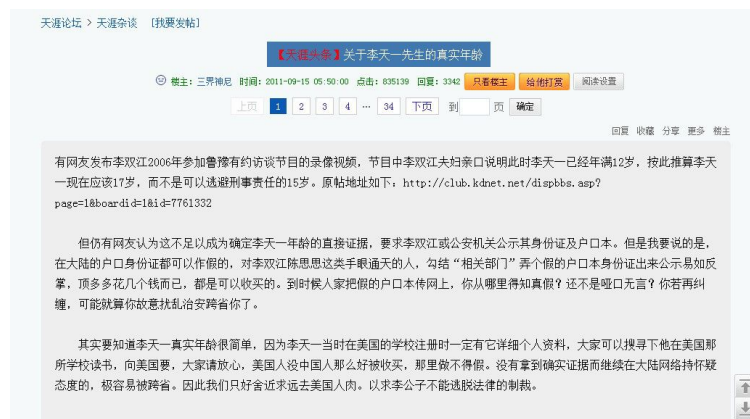 天涯论坛 > 天涯杂谈 [我要发帖]
【天涯头条】关于李天一先生的真实年龄
楼主：三界神尼 时间：2011-09-15 05:50:00 点击：835139 回复：3342 只看楼主 给他打赏 阅读设置
上页 1 2 3 4 … 34 下页 到 页 确定
回复 收藏 分享 更多 楼主
有网友发布李双江2006年参加鲁豫有约访谈节目的录像视频，节目中李双江夫妇亲口说明此时李天一已经年满12岁，按此推算李天
一现在应该17岁，而不是可以逃避刑事责任的15岁。原帖地址如下：http://club.kdnet.net/dispbbs.asp?
page=1&boardid=1&id=7761332
但仍有网友认为这不足以成为确定李天一年龄的直接证据，要求李双江或公安机关公示其身份证及户口本。但是我要说的是，
在大陆的户口身份证都可以作假的，对李双江陈思思这类手眼通天的人，勾结“相关部门”弄个假的户口本身份证出来公示易如反
掌，顶多多花几个钱而已，都是可以收买的。到时候人家把假的户口本传网上，你从哪里得知真假？还不是哑口无言？你若再纠
缠，可能就算你故意扰乱治安跨省你了。
其实要知道李天一真实年龄很简单，因为李天一当时在美国的学校注册时一定有它详细个人资料，大家可以搜寻下他在美国那
所学校读书，向美国要，大家请放心，美国人没中国人那么好被收买，那里做不得假。没有拿到确实证据而继续在大陆网络持怀疑
态度的，极容易被跨省。因此我们只好舍近求远去美国人肉。以求李公子不能逃脱法律的制裁。